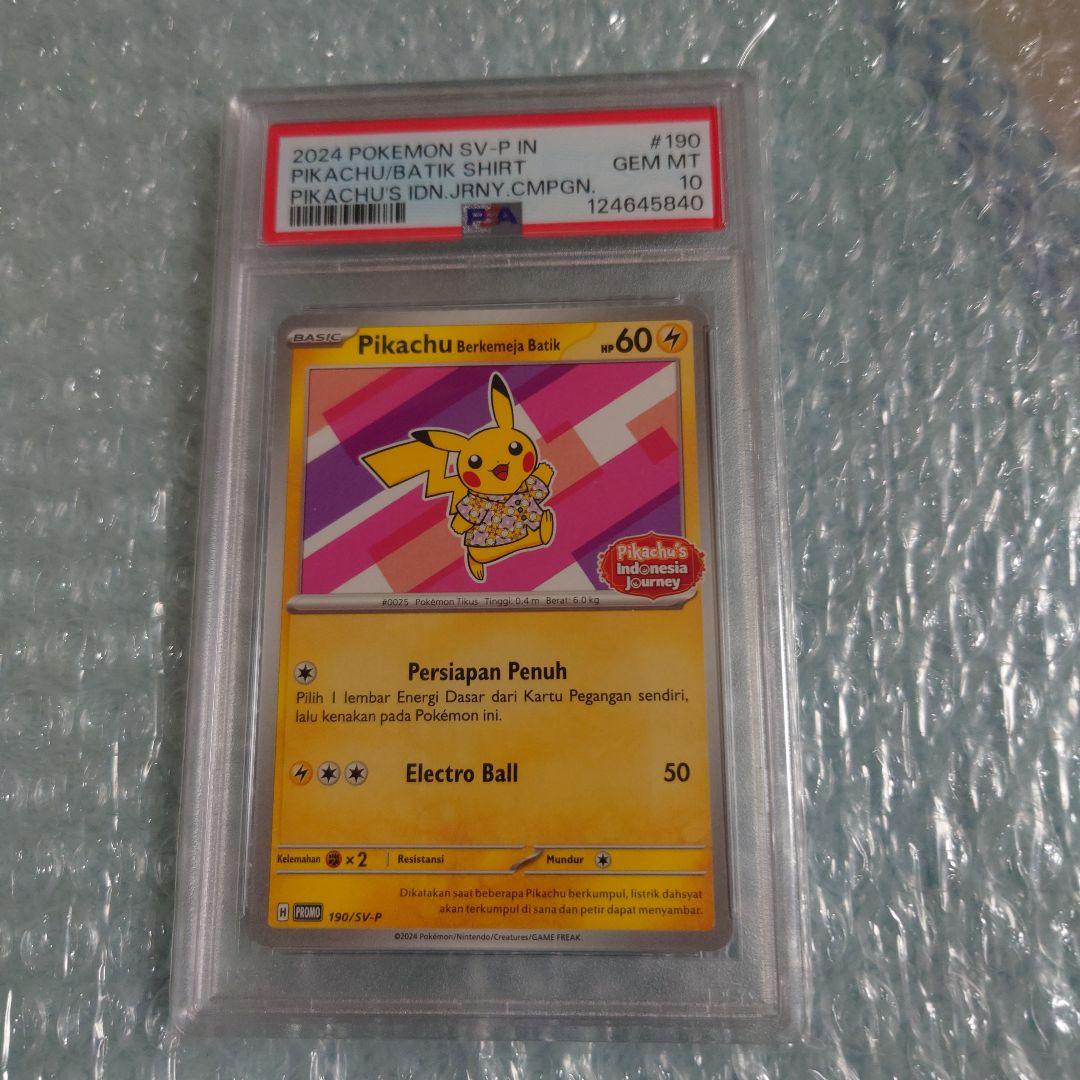 2024 POKEMON SV-P IN #190
PIKACHU/BATIK SHIRT GEM MT
PIKACHU'S IDN.JRNY.CMPGN. 10
PSA 124645840
BASIC Pikachu Berkemeja Batik HP 60
Pikachu's
Indonesia
Journey
#0025 Pokémon Tikus Tinggi: 0.4 m Berat: 6.0 kg
Persiapan Penuh
Pilih 1 lembar Energi Dasar dari Kartu Pegangan sendiri,
lalu kenakan pada Pokémon ini.
Electro Ball 50
Kelemahan ×2 Resistansi Mundur
Dikatakan saat beberapa Pikachu berkumpul, listrik dahsyat
akan terkumpul di sana dan petir dapat menyambar.
H PROMO 190/SV-P
©2024 Pokémon/Nintendo/Creatures/GAME FREAK.